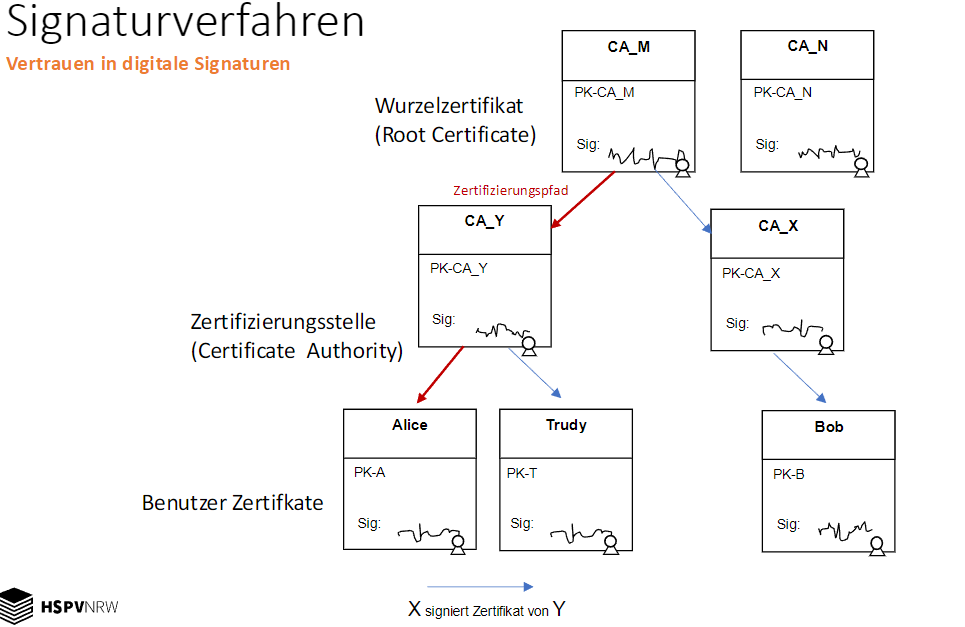 Signaturverfahren
Vertrauen in digitale Signaturen
CA_M
PK-CA_M
Sig:
CA_N
PK-CA_N
Sig:
Wurzelzertifikat
(Root Certificate)
Zertifizierungspfad
CA_Y
PK-CA_Y
Sig:
CA_X
PK-CA_X
Sig:
Zertifizierungsstelle
(Certificate Authority)
Alice
PK-A
Sig:
Trudy
PK-T
Sig:
Bob
PK-B
Sig:
Benutzer Zertifkate
X signiert Zertifikat von Y
HSPVNRW